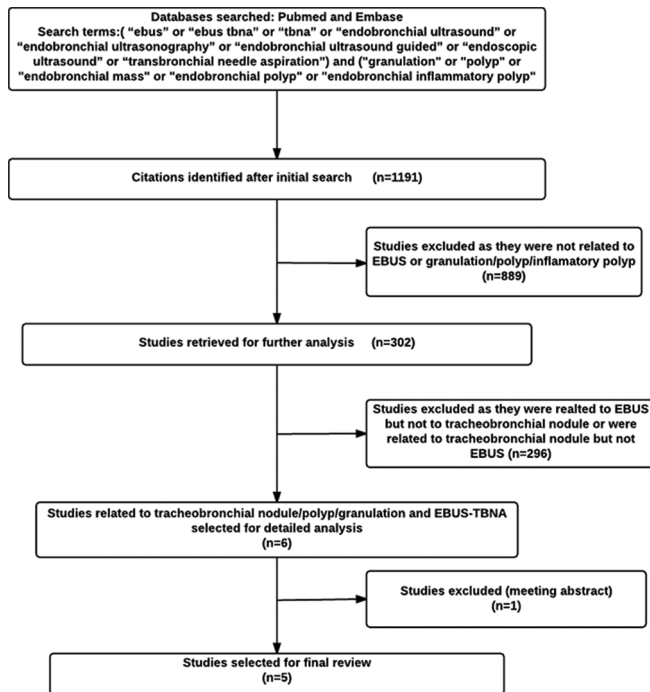 Databases searched: Pubmed and Embase
Search terms:( “ebus” or “ebus tbna” or “tbna” or “endobronchial ultrasound” or
“endobronchial ultrasonography” or “endobronchial ultrasound guided” or “endoscopic
ultrasound” or “transbronchial needle aspiration”) and ("granulation" or "polyp" or
"endobronchial mass" or "endobronchial polyp" or "endobronchial inflammatory polyp"
Citations identified after initial search (n=1191)
Studies excluded as they were not related to
EBUS or granulation/polyp/inflamatory polyp
(n=889)
Studies retrieved for further analysis (n=302)
Studies excluded as they were realted to EBUS
but not to tracheobronchial nodule or were
related to tracheobronchial nodule but not
EBUS (n=296)
Studies related to tracheobronchial nodule/polyp/granulation and EBUS-TBNA
selected for detailed analysis
(n=6)
Studies excluded (meeting abstract)
(n=1)
Studies selected for final review
(n=5)